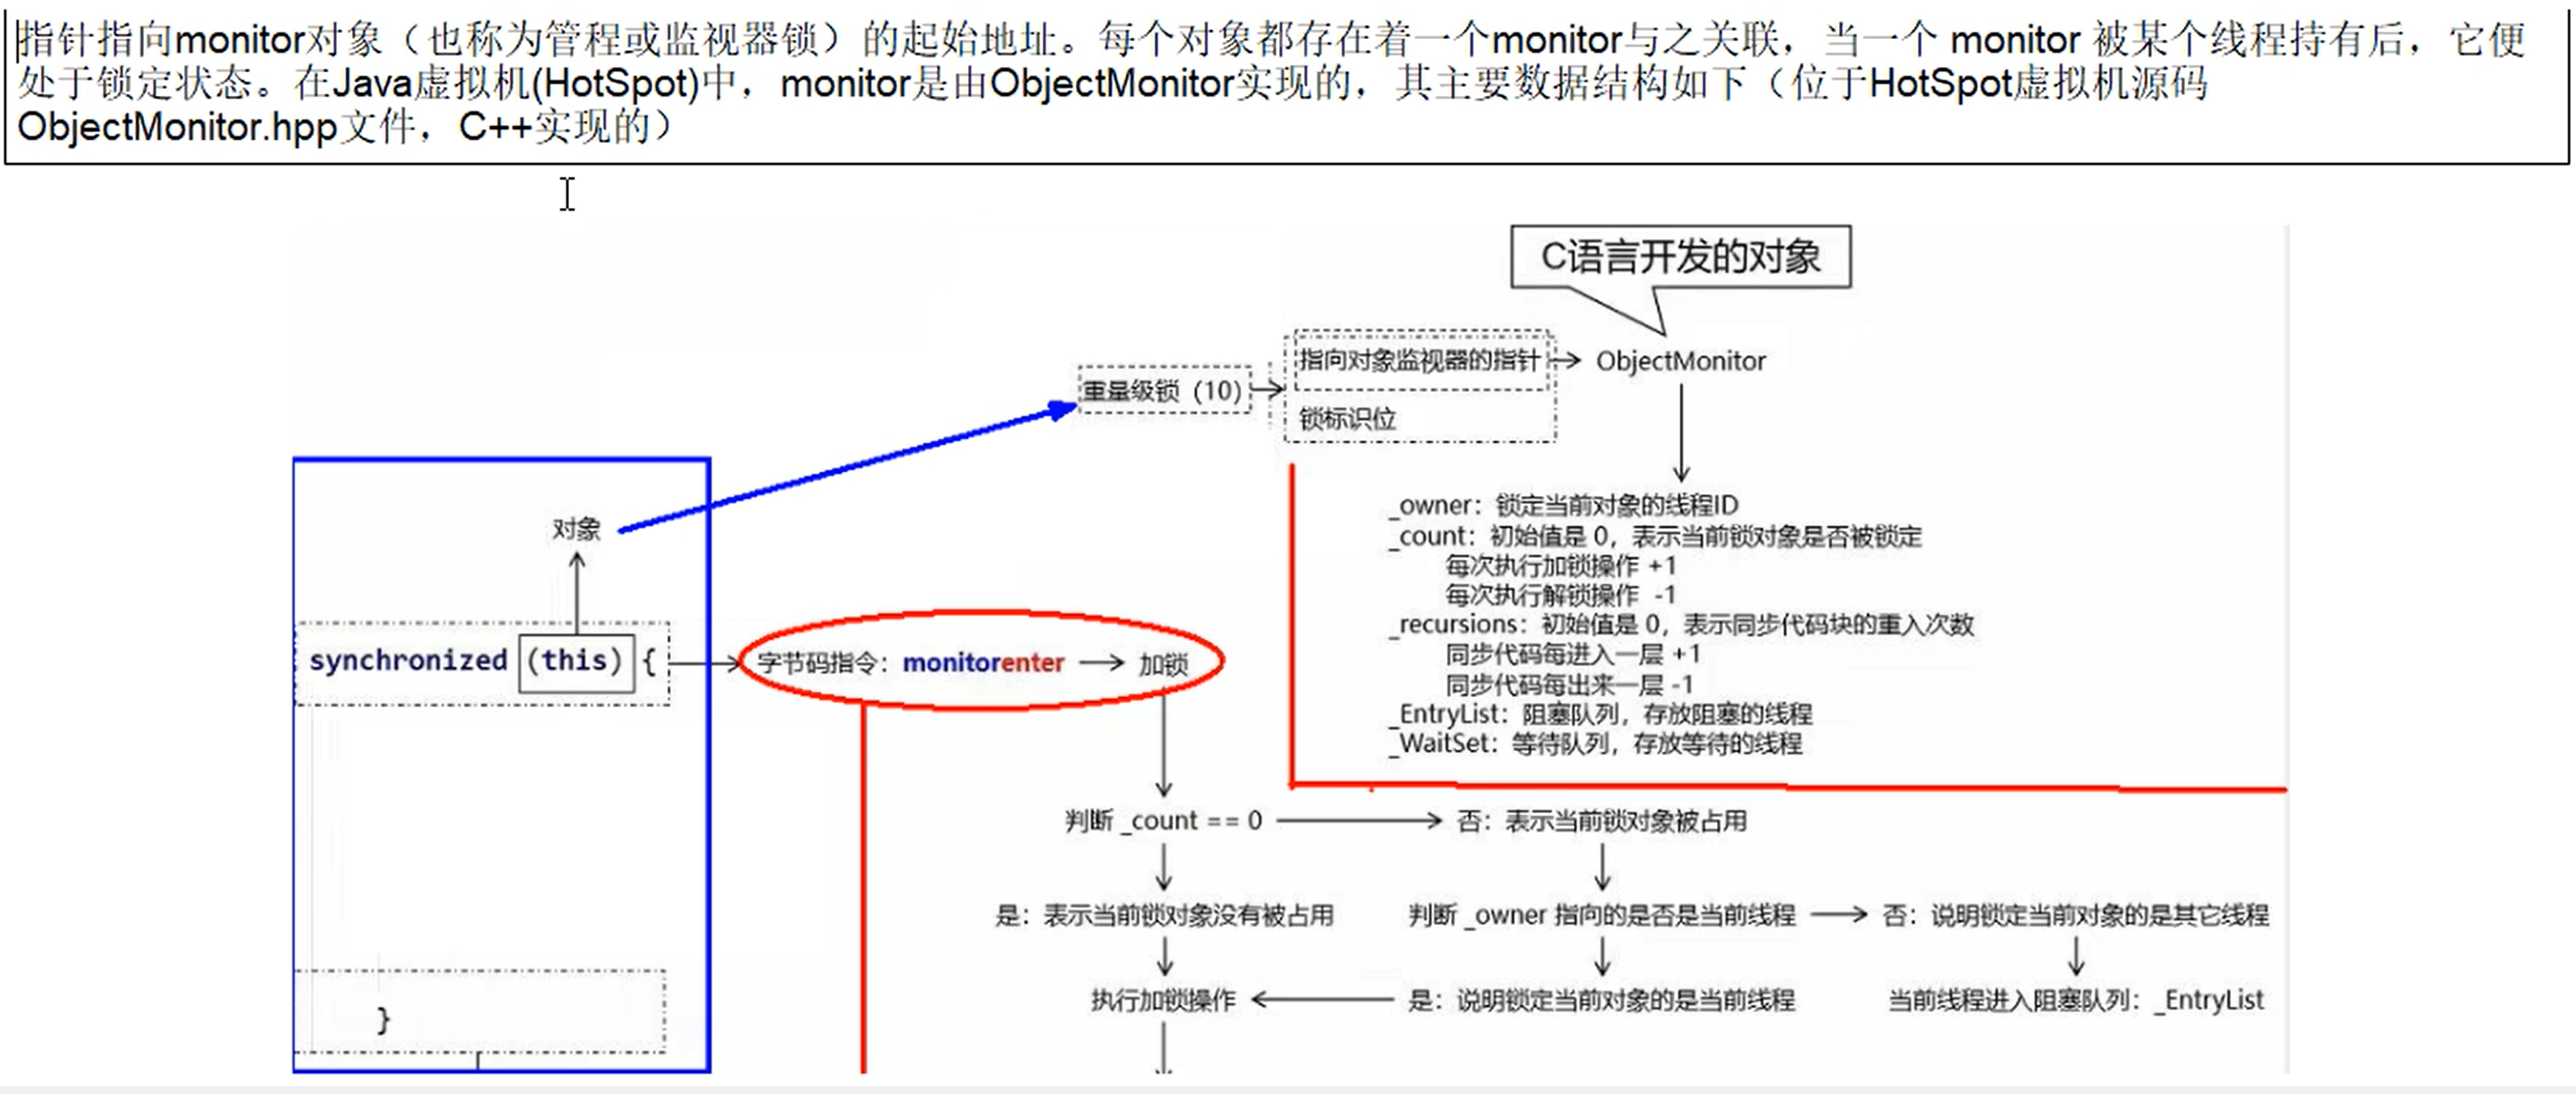 指针指向monitor对象（也称为管程或监视器锁）的起始地址。每个对象都存在着一个monitor与之关联，当一个 monitor 被某个线程持有后，它便
处于锁定状态。在Java虚拟机(HotSpot)中，monitor是由ObjectMonitor实现的，其主要数据结构如下（位于HotSpot虚拟机源码
ObjectMonitor.hpp文件，C++实现的）
C语言开发的对象
指向对象监视器的指针
ObjectMonitor
重量级锁（10）
锁标识位
_owner：锁定当前对象的线程ID
_count：初始值是 0，表示当前锁对象是否被锁定
每次执行加锁操作 +1
每次执行解锁操作 -1
_recursions：初始值是 0，表示同步代码块的重入次数
同步代码每进入一层 +1
同步代码每出来一层 -1
_EntryList：阻塞队列，存放阻塞的线程
_WaitSet：等待队列，存放等待的线程
对象
synchronized (this) {
字节码指令：monitorenter
加锁
判断 _count == 0
否：表示当前锁对象被占用
是：表示当前锁对象没有被占用
判断 _owner 指向的是否是当前线程
否：说明锁定当前对象的是其它线程
执行加锁操作
是：说明锁定当前对象的是当前线程
当前线程进入阻塞队列：_EntryList
}